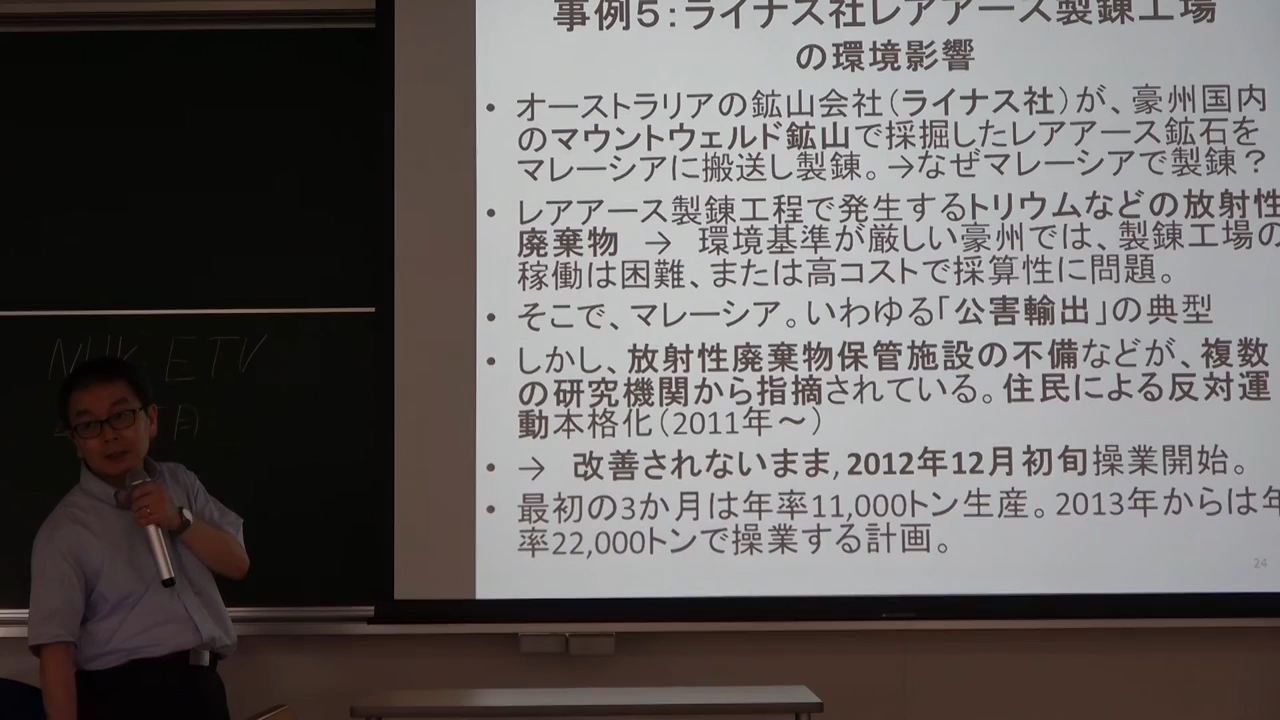 事例５：ライナス社レアアース製錬工場
の環境影響
• オーストラリアの鉱山会社（ライナス社）が、豪州国内
のマウントウェルド鉱山で採掘したレアアース鉱石を
マレーシアに搬送し製錬。→なぜマレーシアで製錬？
• レアアース製錬工程で発生するトリウムなどの放射性
廃棄物 → 環境基準が厳しい豪州では、製錬工場の
稼働は困難、または高コストで採算性に問題。
• そこで、マレーシア。いわゆる「公害輸出」の典型
• しかし、放射性廃棄物保管施設の不備などが、複数
の研究機関から指摘されている。住民による反対運
動本格化（2011年～）
• → 改善されないまま,2012年12月初旬操業開始。
• 最初の3か月は年率11,000トン生産。2013年からは年
率22,000トンで操業する計画。
24
NHK ETV